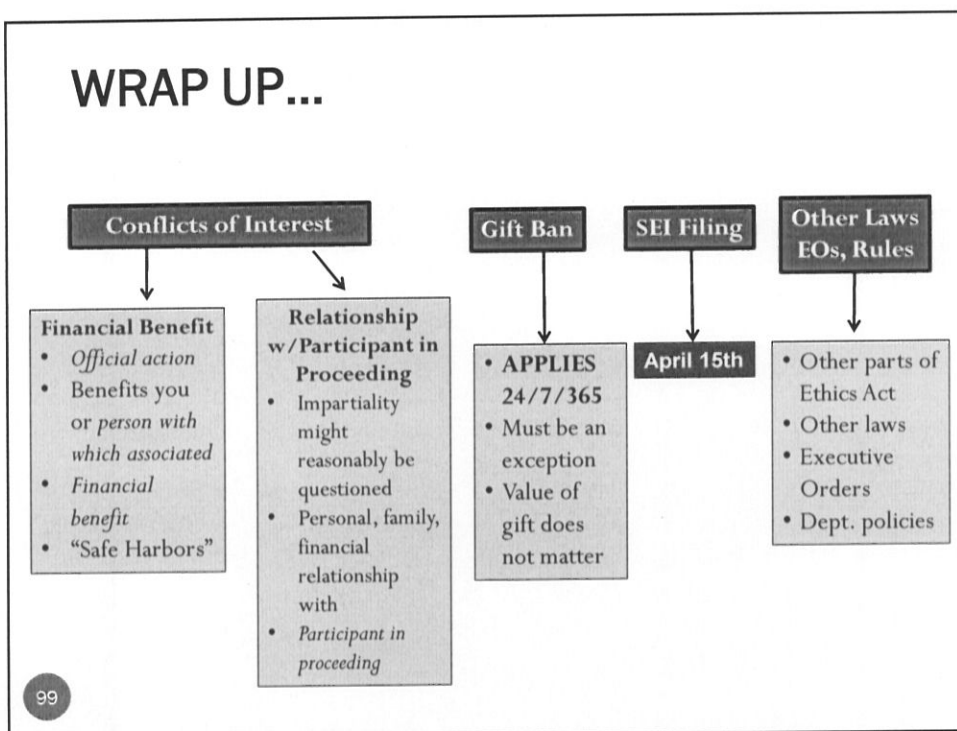 WRAP UP...
Conflicts of Interest
Financial Benefit
• Official action
• Benefits you
or person with
which associated
• Financial
benefit
• “Safe Harbors”
Relationship
w/Participant in
Proceeding
• Impartiality
might
reasonably be
questioned
• Personal, family,
financial
relationship
with
• Participant in
proceeding
Gift Ban
• APPLIES
24/7/365
• Must be an
exception
• Value of
gift does
not matter
SEI Filing
April 15th
Other Laws
EOs, Rules
• Other parts of
Ethics Act
• Other laws
• Executive
Orders
• Dept. policies
99